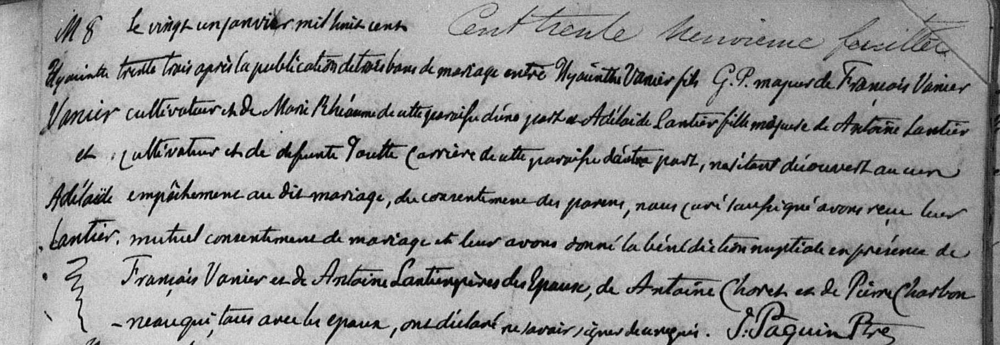 M 8 Le vingt un janvier mil huit cent Cent trente Neuvieme feuillet
Hyacinthe trente trois après la publication de trois bans de mariage entre Hyacinthe Vanier fils G.P. majeur de François Vanier
Vanier cultivateur et de Marie Rhéaume de cette paroisse d'une part et Adélaïde Lantier fille majeure de Antoine Lantier
et cultivateur et de defunte Carrière de cette paroisse d'autre part, n'ésitant découvert aucun
Adélaïde empêchement au dit mariage, du consentement des parens, nous curé soussigné avons reçu leur
Lantier. mutuel consentement de mariage et leur avons donné la bénédiction nuptiale en présence de
François Vanier et de Antoine Lantier pères des Epoux, de Antoine Choret et de Pierre Charbon
-neau qui, tous avec les epoux, ont déclaré ne savoir signer de ce requis. J. Paquin Ptre